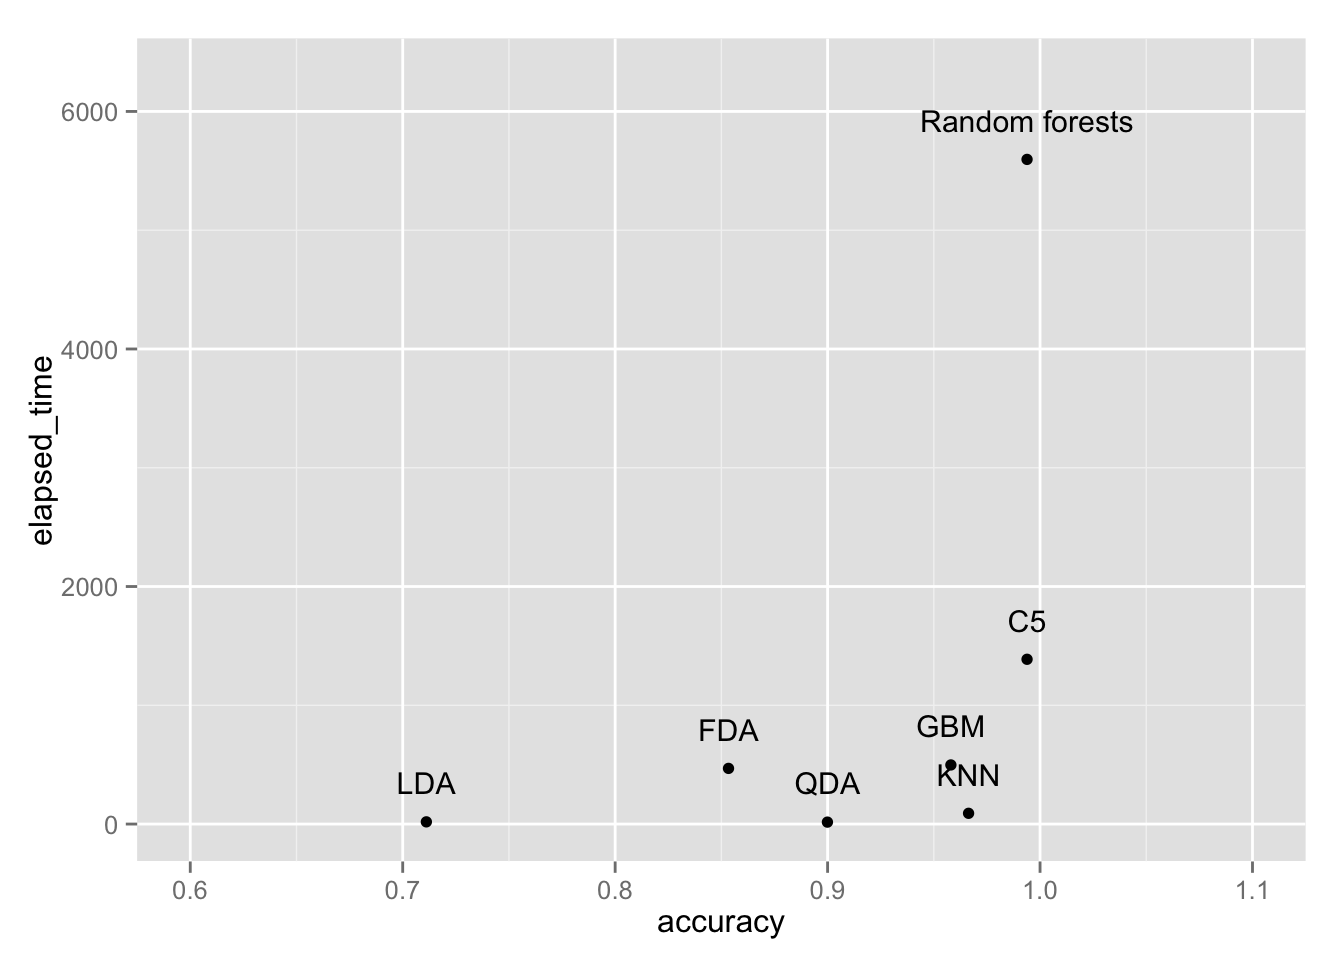 6000
4000
2000
0
elapsed_time
Random forests
C5
GBM
FDA
KNN
LDA
QDA
0.6 0.7 0.8 0.9 1.0 1.1
accuracy